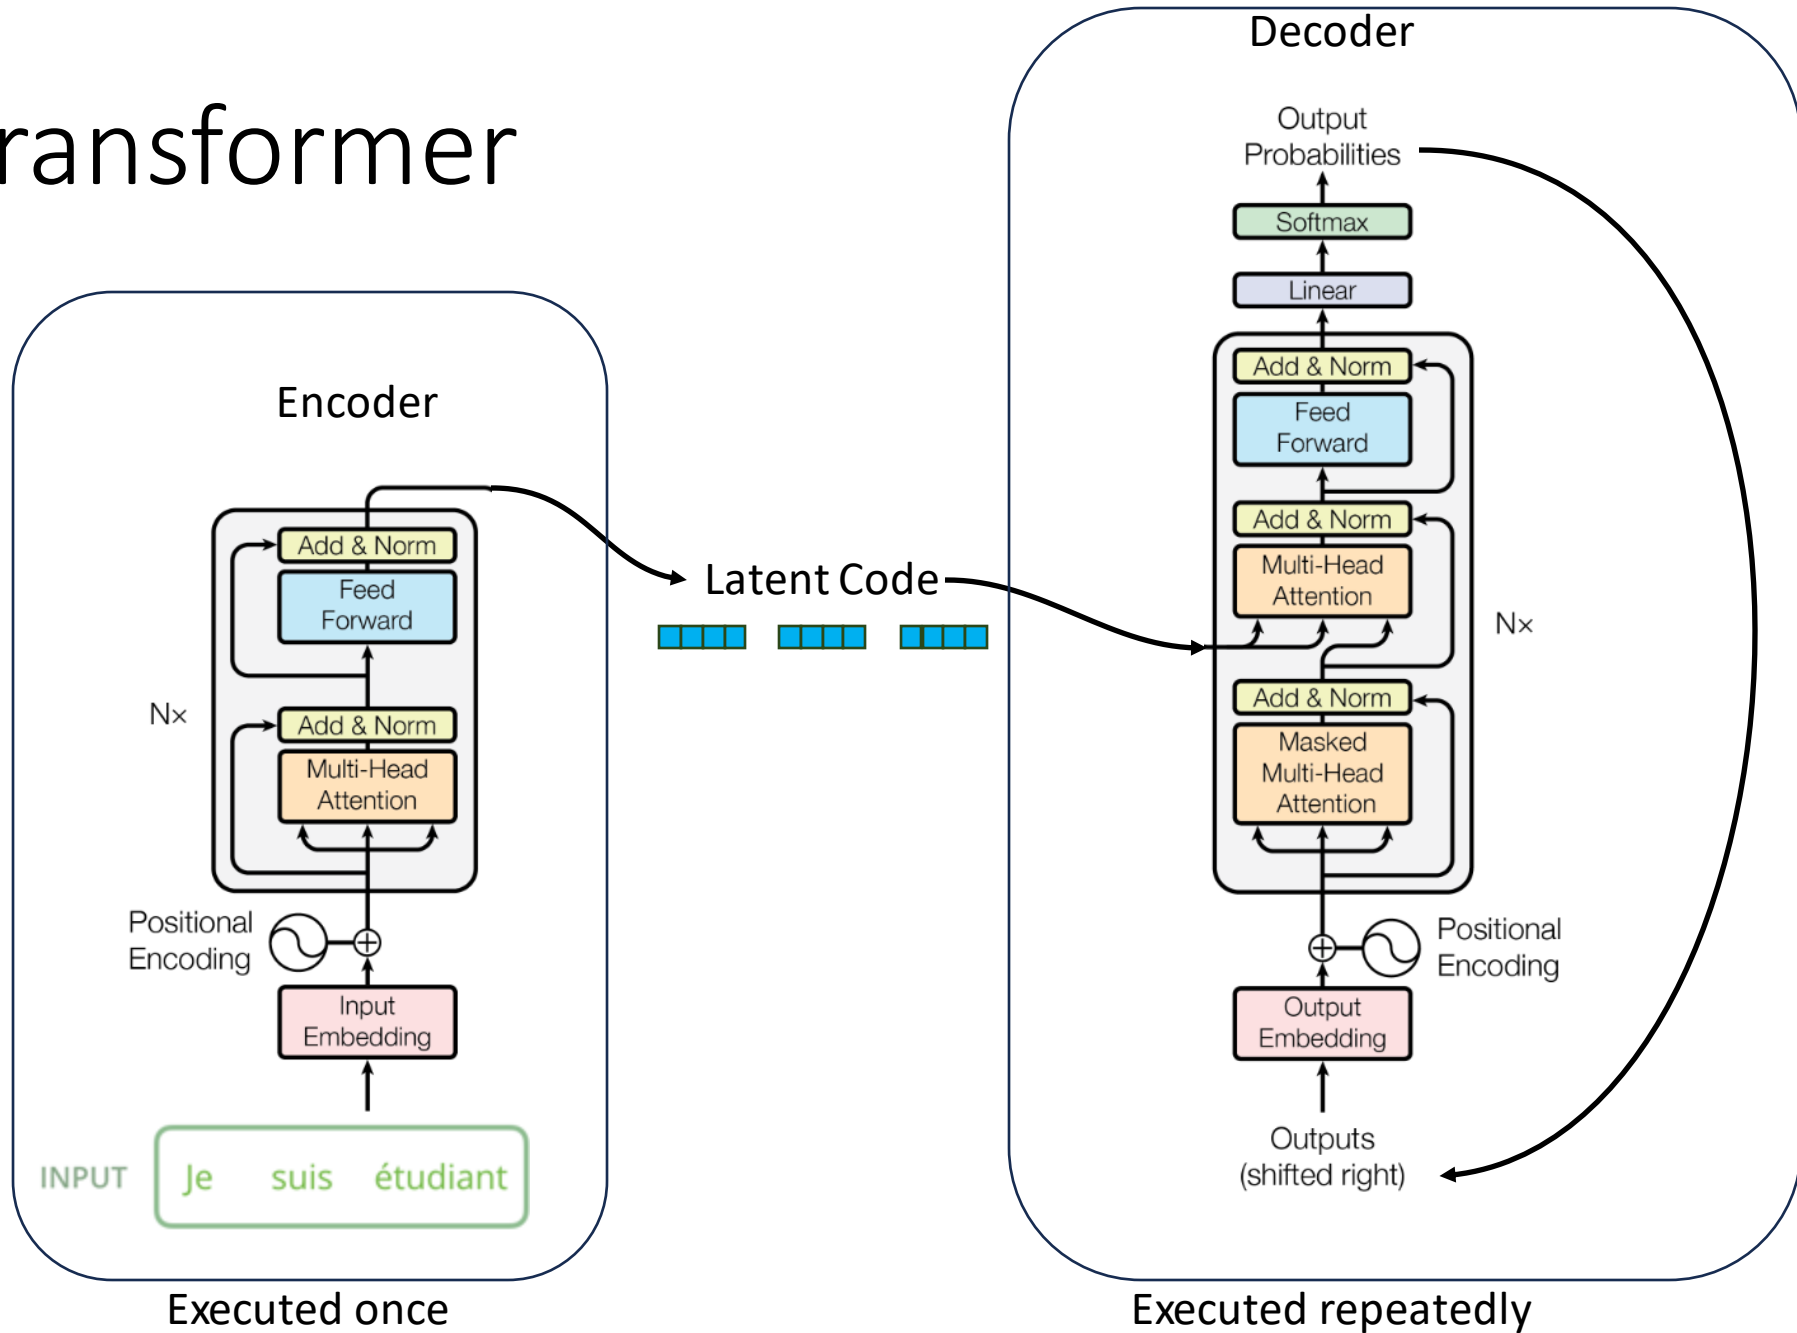 ransformer
Encoder
Add & Norm
Feed
Forward
Nx
Add & Norm
Multi-Head
Attention
Positional
Encoding
Input
Embedding
INPUT Je suis étudiant
Executed once
Latent Code
Decoder
Output
Probabilities
Softmax
Linear
Add & Norm
Feed
Forward
Add & Norm
Multi-Head
Attention
Nx
Add & Norm
Masked
Multi-Head
Attention
Positional
Encoding
Output
Embedding
Outputs
(shifted right)
Executed repeatedly